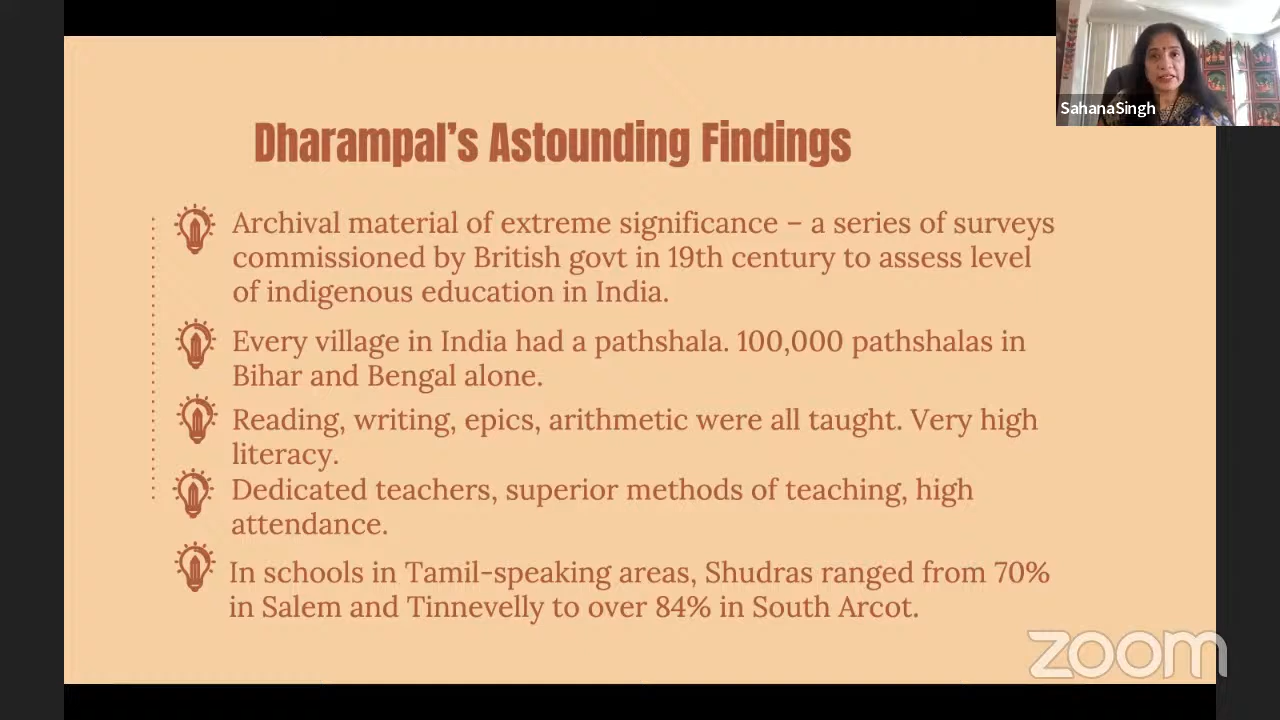 SahanaSingh
Dharampal's Astounding Findings
Archival material of extreme significance – a series of surveys
commissioned by British govt in 19th century to assess level
of indigenous education in India.
Every village in India had a pathshala. 100,000 pathshalas in
Bihar and Bengal alone.
Reading, writing, epics, arithmetic were all taught. Very high
literacy.
Dedicated teachers, superior methods of teaching, high
attendance.
In schools in Tamil-speaking areas, Shudras ranged from 70%
in Salem and Tinnevelly to over 84% in South Arcot.
zoom